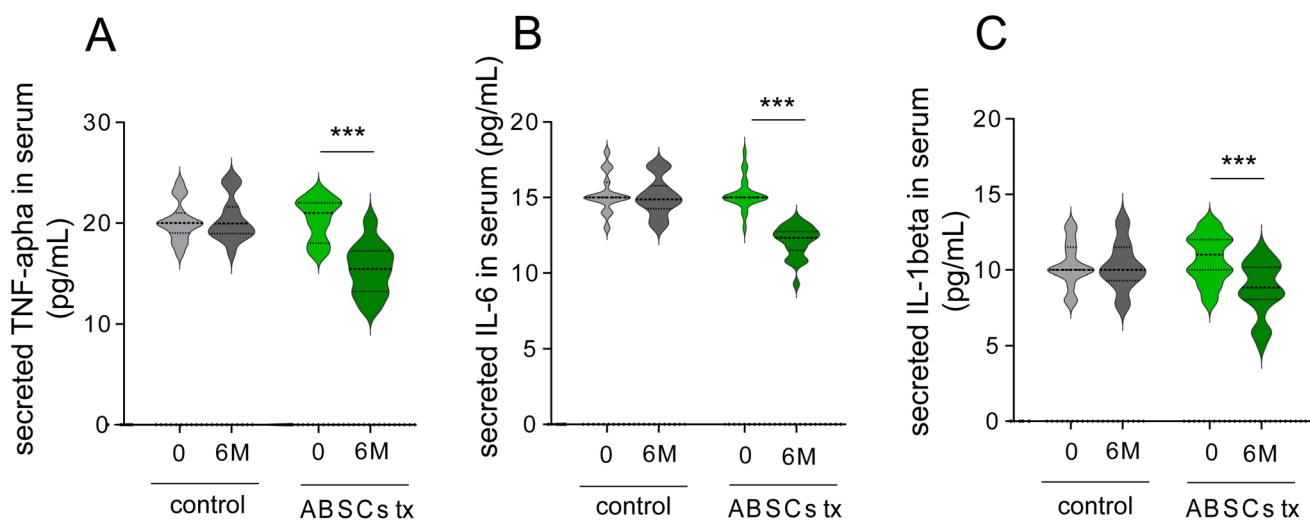 A
secreted TNF-apha in serum
(pg/mL)
30
20
10
0
***
0 6M 0 6M
control ABSCs tx
B
secreted IL-6 in serum (pg/mL)
20
15
10
5
0
***
0 6M 0 6M
control ABSCs tx
C
secreted IL-1beta in serum
(pg/mL)
20
15
10
5
0
***
0 6M 0 6M
control ABSCs tx